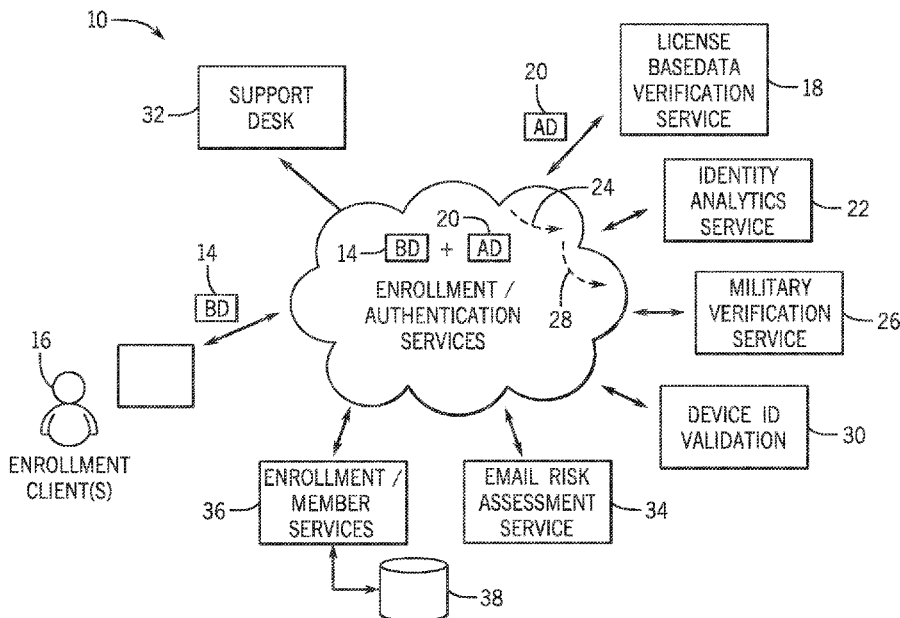 10
SUPPORT
DESK
32
LICENSE
BASEDATA
VERIFICATION
SERVICE
18
20
AD
IDENTITY
ANALYTICS
SERVICE
22
24
20
14
BD + AD
ENROLLMENT /
AUTHENTICATION
SERVICES
28
MILITARY
VERIFICATION
SERVICE
26
14
BD
16
ENROLLMENT
CLIENT(S)
DEVICE ID
VALIDATION
30
ENROLLMENT /
MEMBER
SERVICES
36
EMAIL RISK
ASSESSMENT
SERVICE
34
38